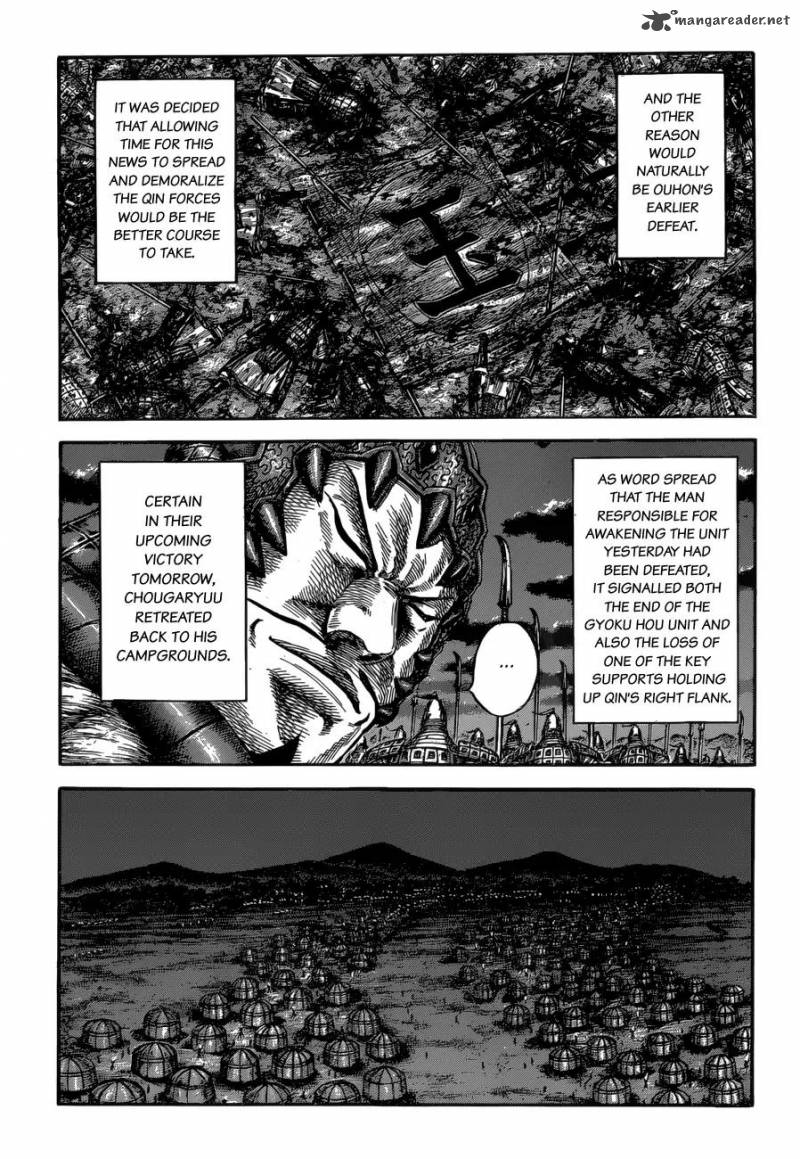 mangareader.net
AND THE
OTHER
REASON
WOULD
NATURALLY
BE OUHON'S
EARLIER
DEFEAT.
IT WAS DECIDED
THAT ALLOWING
TIME FOR THIS
NEWS TO SPREAD
AND DEMORALIZE
THE QIN FORCES
WOULD BE THE
BETTER COURSE
TO TAKE.
王
AS WORD SPREAD
THAT THE MAN
RESPONSIBLE FOR
AWAKENING THE UNIT
YESTERDAY HAD
BEEN DEFEATED,
IT SIGNALLED BOTH
THE END OF THE
GYOKU HOU UNIT AND
ALSO THE LOSS OF
ONE OF THE KEY
SUPPORTS HOLDING
UP QIN'S RIGHT FLANK.
...
CERTAIN
IN THEIR
UPCOMING
VICTORY
TOMORROW,
CHOUGARYUU
RETREATED
BACK TO HIS
CAMPGROUNDS.